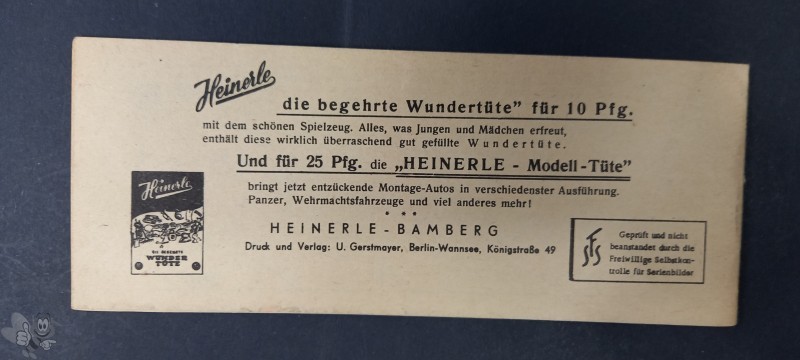 Heinerle
die begehrte Wundertüte” für 10 Pfg.
mit dem schönen Spielzeug. Alles, was Jungen und Mädchen erfreut,
enthält diese wirklich überraschend gut gefüllte Wundertüte.
Und für 25 Pfg. die „HEINERLE - Modell-Tüte”
bringt jetzt entzückende Montage-Autos in verschiedenster Ausführung.
Panzer, Wehrmachtsfahrzeuge und viel anderes mehr!
* * *
HEINERLE-BAMBERG
Druck und Verlag: U. Gerstmayer, Berlin-Wannsee, Königstraße 49
Heinerle
DIE BEGEHRTE
WUNDER
TÜTE
FSS
Geprüft und nicht
beanstandet durch die
Freiwillige Selbstkon-
trolle für Serienbilder